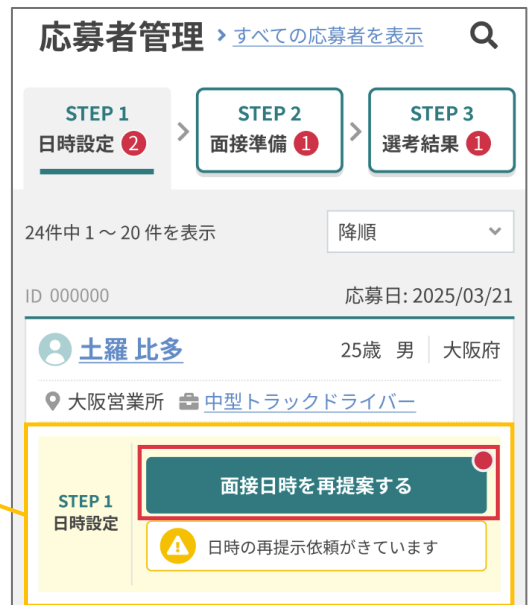 応募者管理 > すべての応募者を表示
STEP 1 > STEP 2 > STEP 3
日時設定 2 面接準備 1 選考結果 1
24件中 1 ～ 20 件を表示 降順
ID 000000 応募日: 2025/03/21
土羅 比多 25歳 男 大阪府
大阪営業所 中型トラックドライバー
面接日時を再提案する
STEP 1
日時設定
日時の再提示依頼がきています